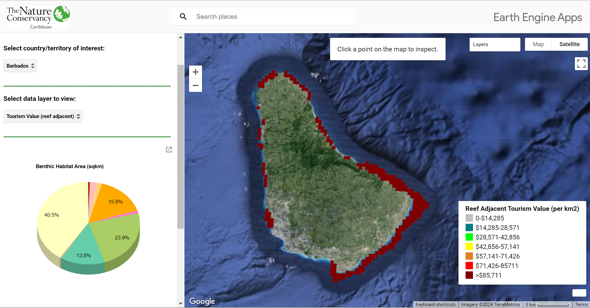 The Nature
Conservancy
Caribbean
Search places
Earth Engine Apps
Select country/territory of interest:
Barbados
Select data layer to view:
Tourism Value (reef adjacent)
Benthic Habitat Area (sqkm)
15.8%
40.5%
23.9%
13.6%
Click a point on the map to inspect.
Layers
Map
Satellite
+
−
Reef Adjacent Tourism Value (per km2)
0-$14,285
$14,285-28,571
$28,571-42,856
$42,856-57,141
$57,141-71,426
$71,426-85711
>$85,711
Google
Keyboard shortcuts
Imagery ©2024 TerraMetrics
5 km
Terms